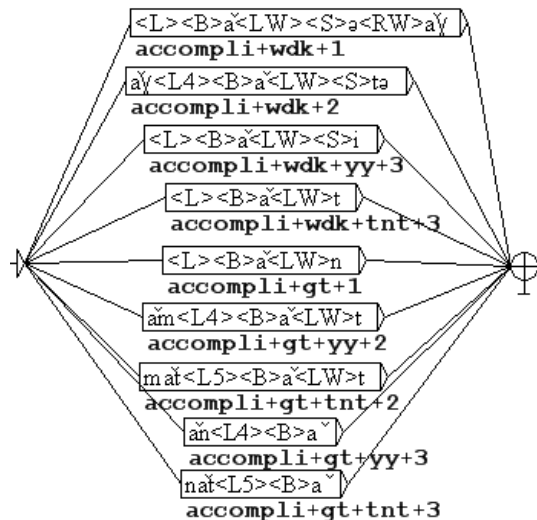 <L><B>ǎ<LW><S>ə<RW>ǎɣ
accompli+wdk+1
ǎɣ<L4><B>ǎ<LW><S>tə
accompli+wdk+2
<L><B>ǎ<LW><S>i
accompli+wdk+yy+3
<L><B>ǎ<LW>t
accompli+wdk+tnt+3
<L><B>ǎ<LW>n
accompli+gt+1
ǎm<L4><B>ǎ<LW>t
accompli+gt+yy+2
mǎt<L5><B>ǎ<LW>t
accompli+gt+tnt+2
ǎn<L4><B>aˇ
accompli+gt+yy+3
nǎt<L5><B>aˇ
accompli+gt+tnt+3